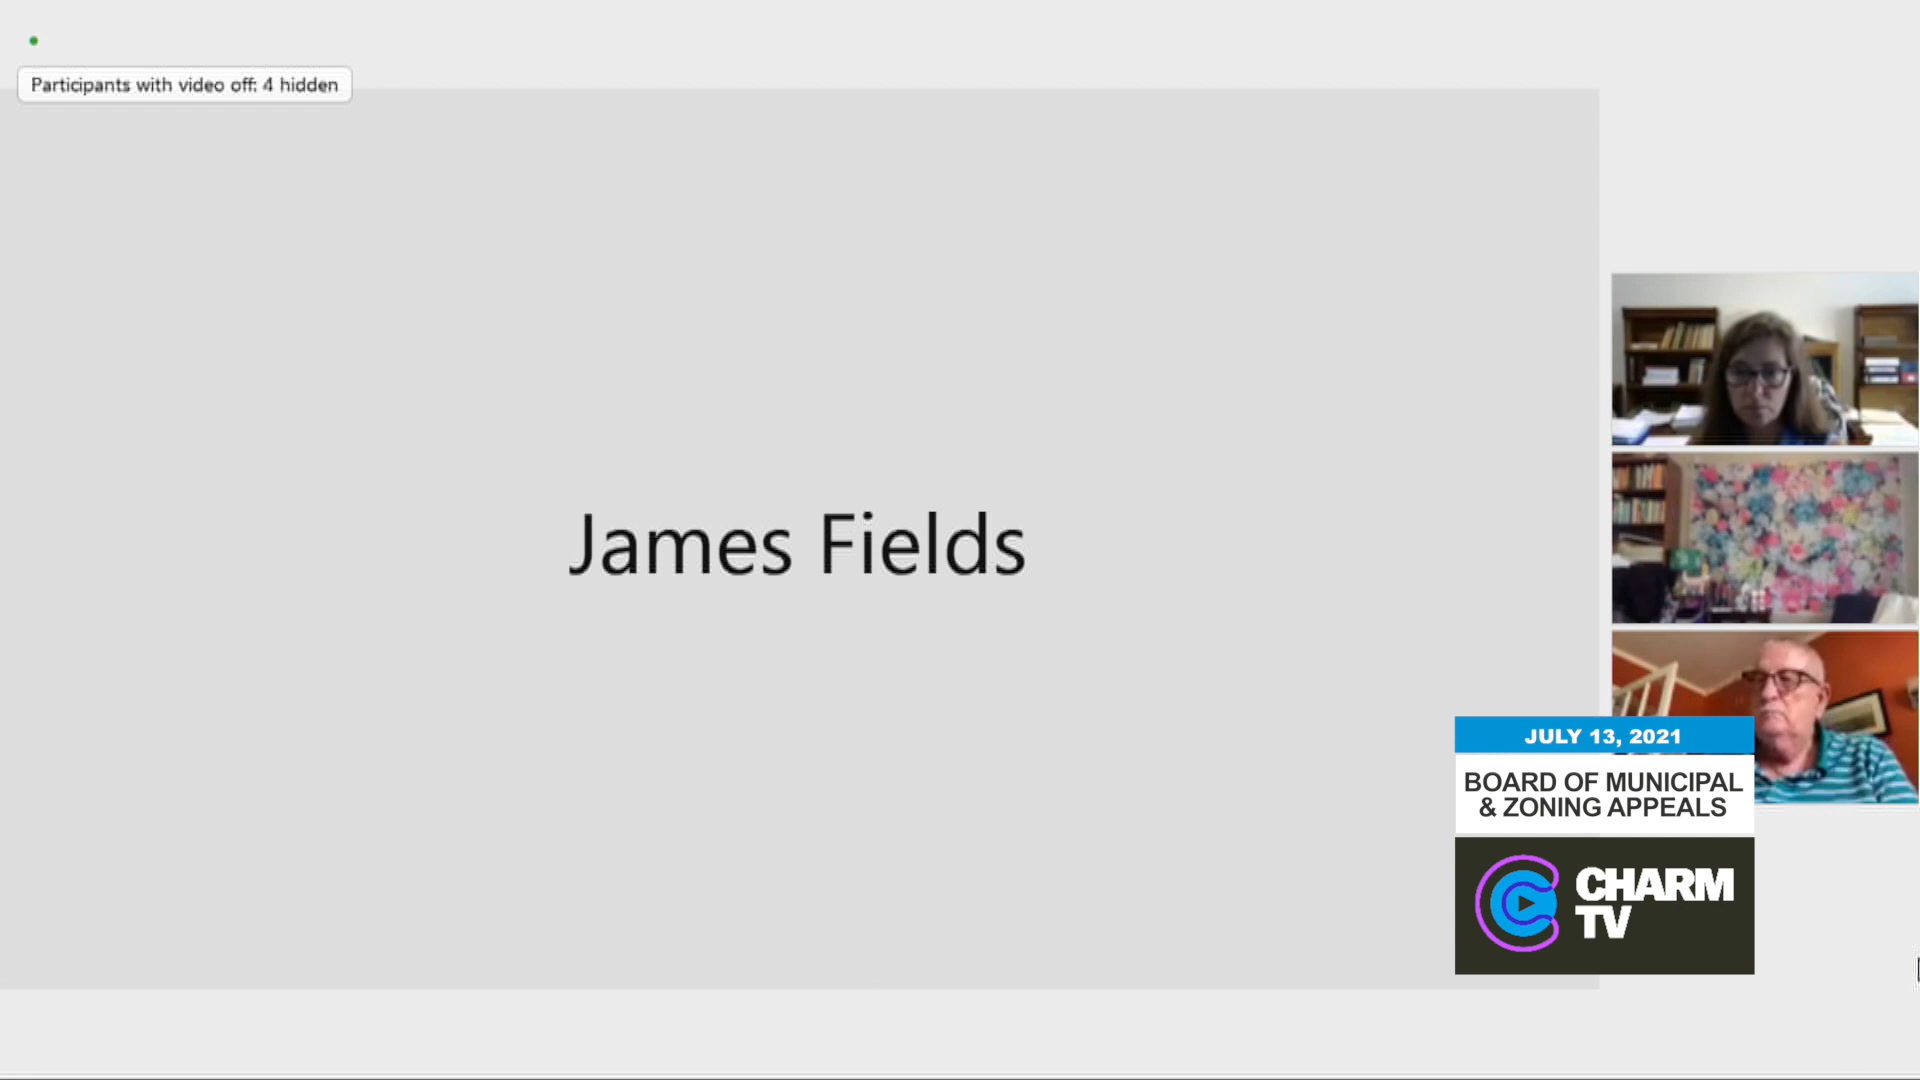 Participants with video off: 4 hidden
James Fields
JULY 13, 2021
BOARD OF MUNICIPAL
& ZONING APPEALS
CHARM
TV